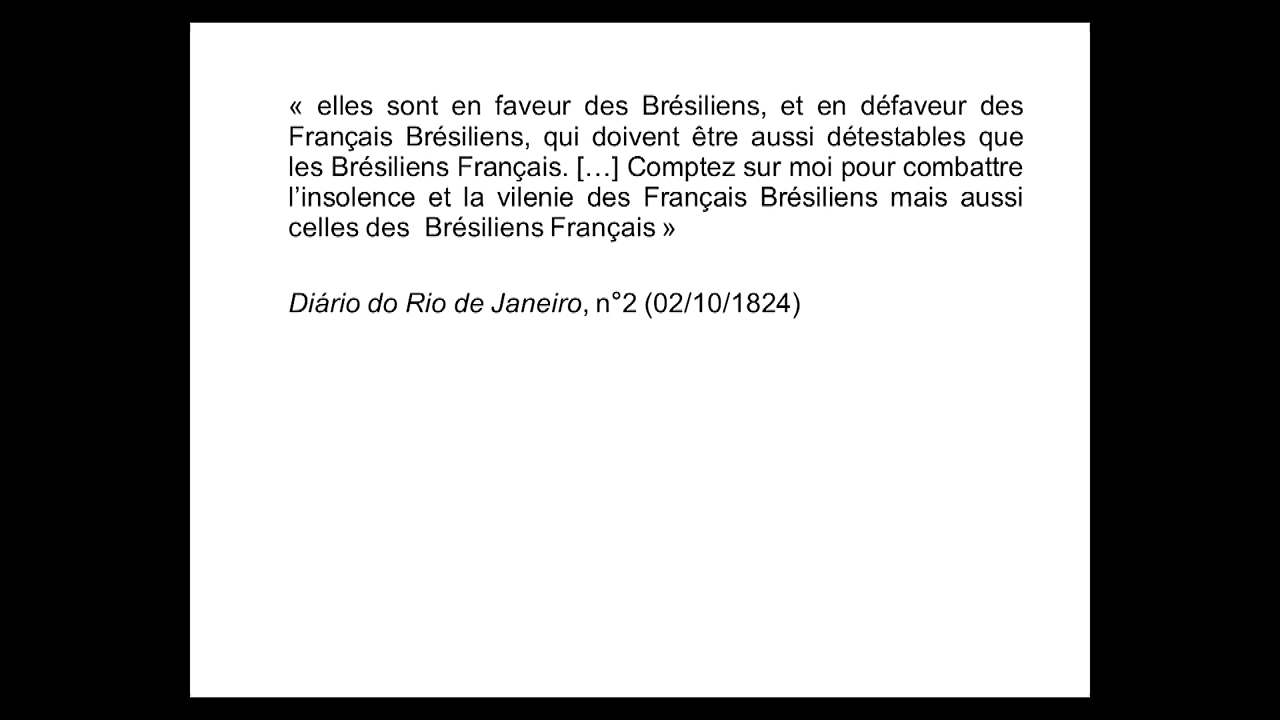 « elles sont en faveur des Brésiliens, et en défaveur des
Français Brésiliens, qui doivent être aussi détestables que
les Brésiliens Français. […] Comptez sur moi pour combattre
l’insolence et la vilenie des Français Brésiliens mais aussi
celles des  Brésiliens Français »
Diário do Rio de Janeiro, n°2 (02/10/1824)